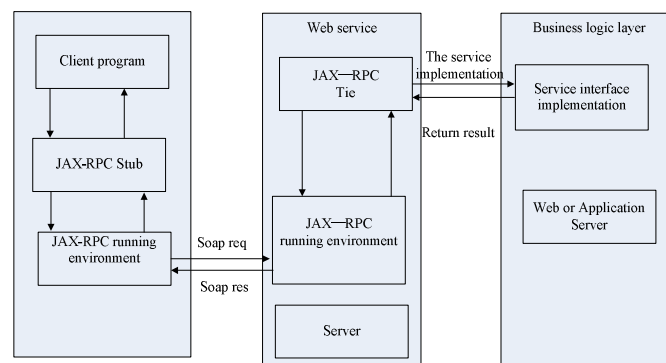 Client program
JAX-RPC Stub
JAX-RPC running
environment
Soap req
Soap res
Web service
JAX—RPC
Tie
JAX—RPC
running environment
Server
The service
implementation
Return result
Business logic layer
Service interface
implementation
Web or Application
Server